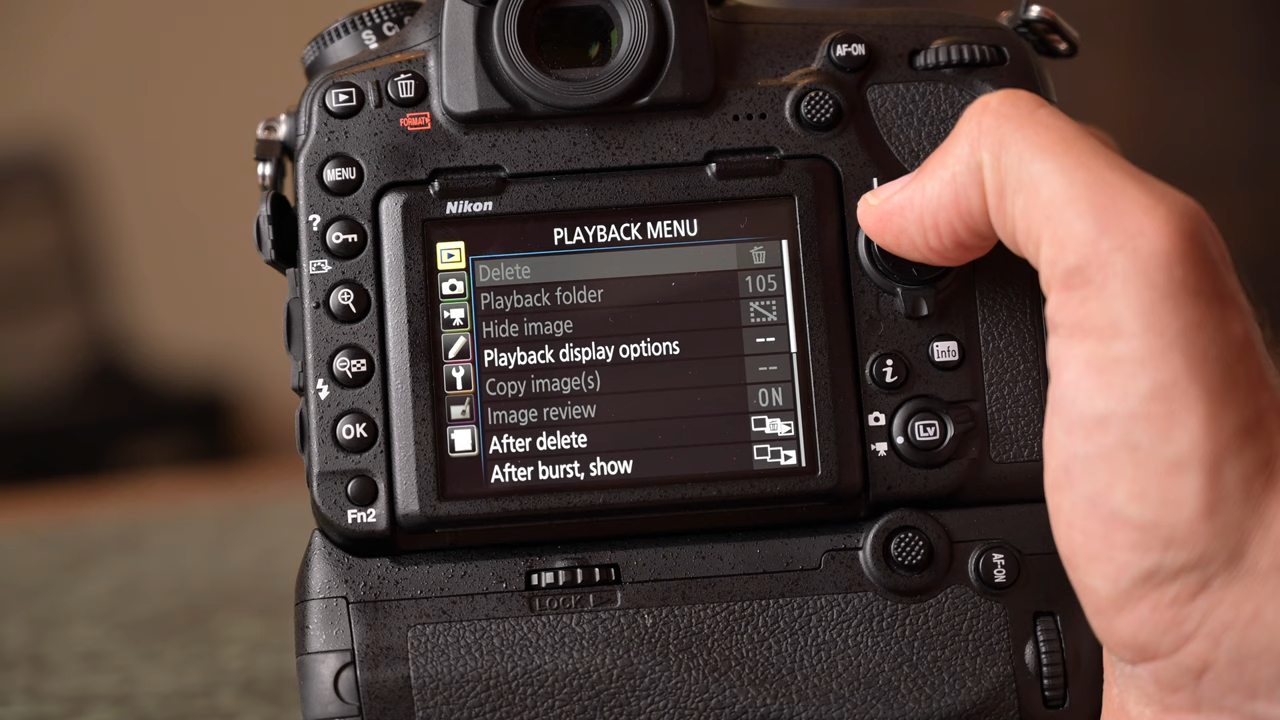 S C
AF-ON
FORMAT
MENU
?
Nikon
PLAYBACK MENU
Delete
Playback folder 105
Hide image
Playback display options --
Copy image(s) --
Image review ON
After delete
After burst, show
info
i
Lv
OK
Fn2
AF-ON
LOCK L